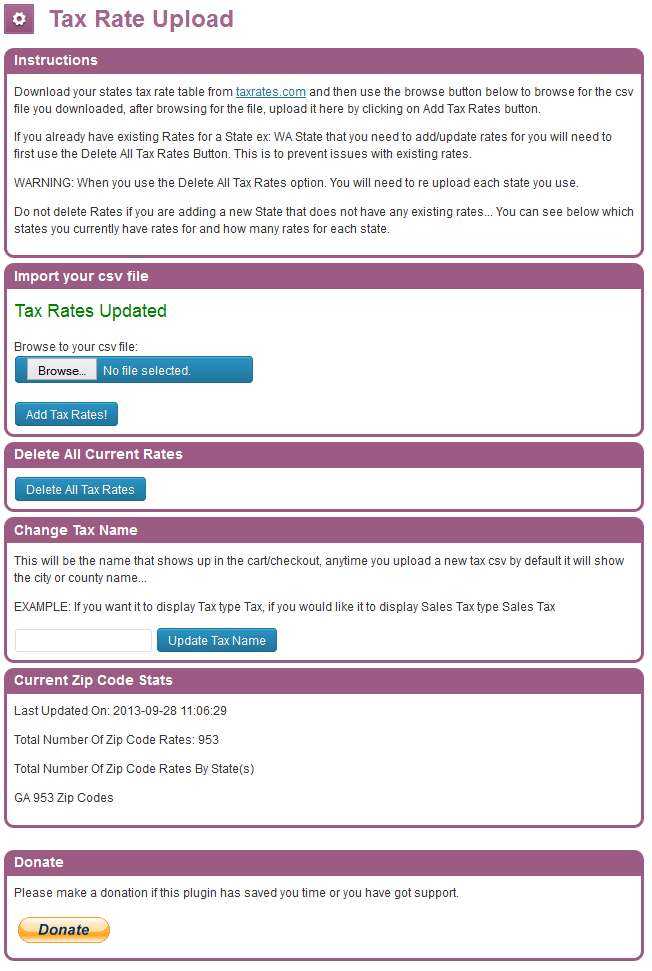 Tax Rate Upload
Instructions
Download your states tax rate table from taxrates.com and then use the browse button below to browse for the csv
file you downloaded, after browsing for the file, upload it here by clicking on Add Tax Rates button.
If you already have existing Rates for a State ex: WA State that you need to add/update rates for you will need to
first use the Delete All Tax Rates Button. This is to prevent issues with existing rates.
WARNING: When you use the Delete All Tax Rates option. You will need to re upload each state you use.
Do not delete Rates if you are adding a new State that does not have any existing rates... You can see below which
states you currently have rates for and how many rates for each state.
Import your csv file
Tax Rates Updated
Browse to your csv file:
Browse... No file selected.
Add Tax Rates!
Delete All Current Rates
Delete All Tax Rates
Change Tax Name
This will be the name that shows up in the cart/checkout, anytime you upload a new tax csv by default it will show
the city or county name...
EXAMPLE: If you want it to display Tax type Tax, if you would like it to display Sales Tax type Sales Tax
Update Tax Name
Current Zip Code Stats
Last Updated On: 2013-09-28 11:06:29
Total Number Of Zip Code Rates: 953
Total Number Of Zip Code Rates By State(s)
GA 953 Zip Codes
Donate
Please make a donation if this plugin has saved you time or you have got support.
Donate